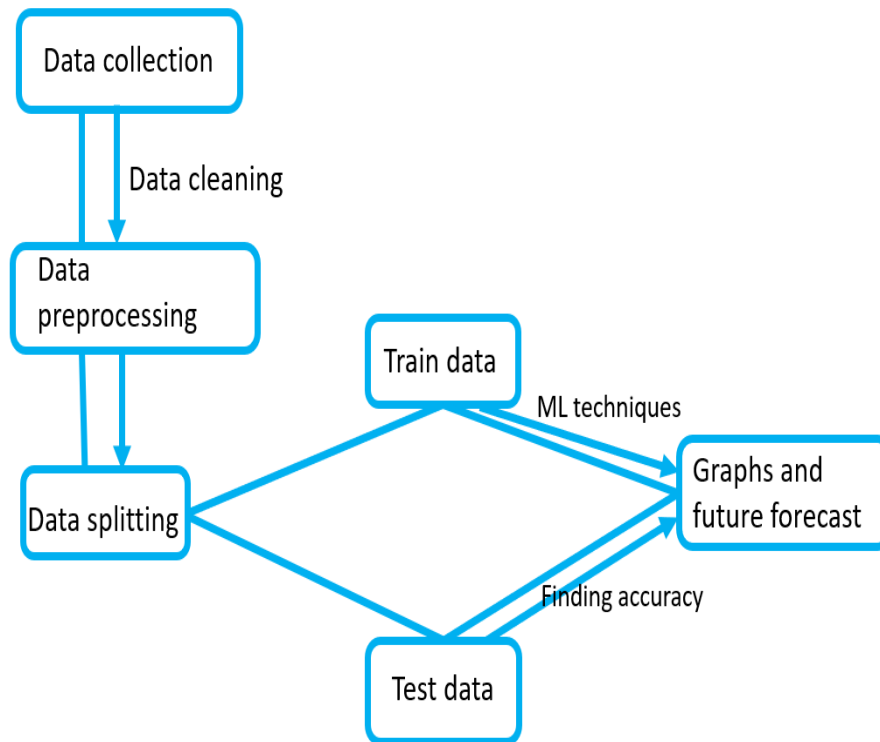 Data collection
Data cleaning
Data
preprocessing
Train data
ML techniques
Graphs and
future forecast
Data splitting
Finding accuracy
Test data